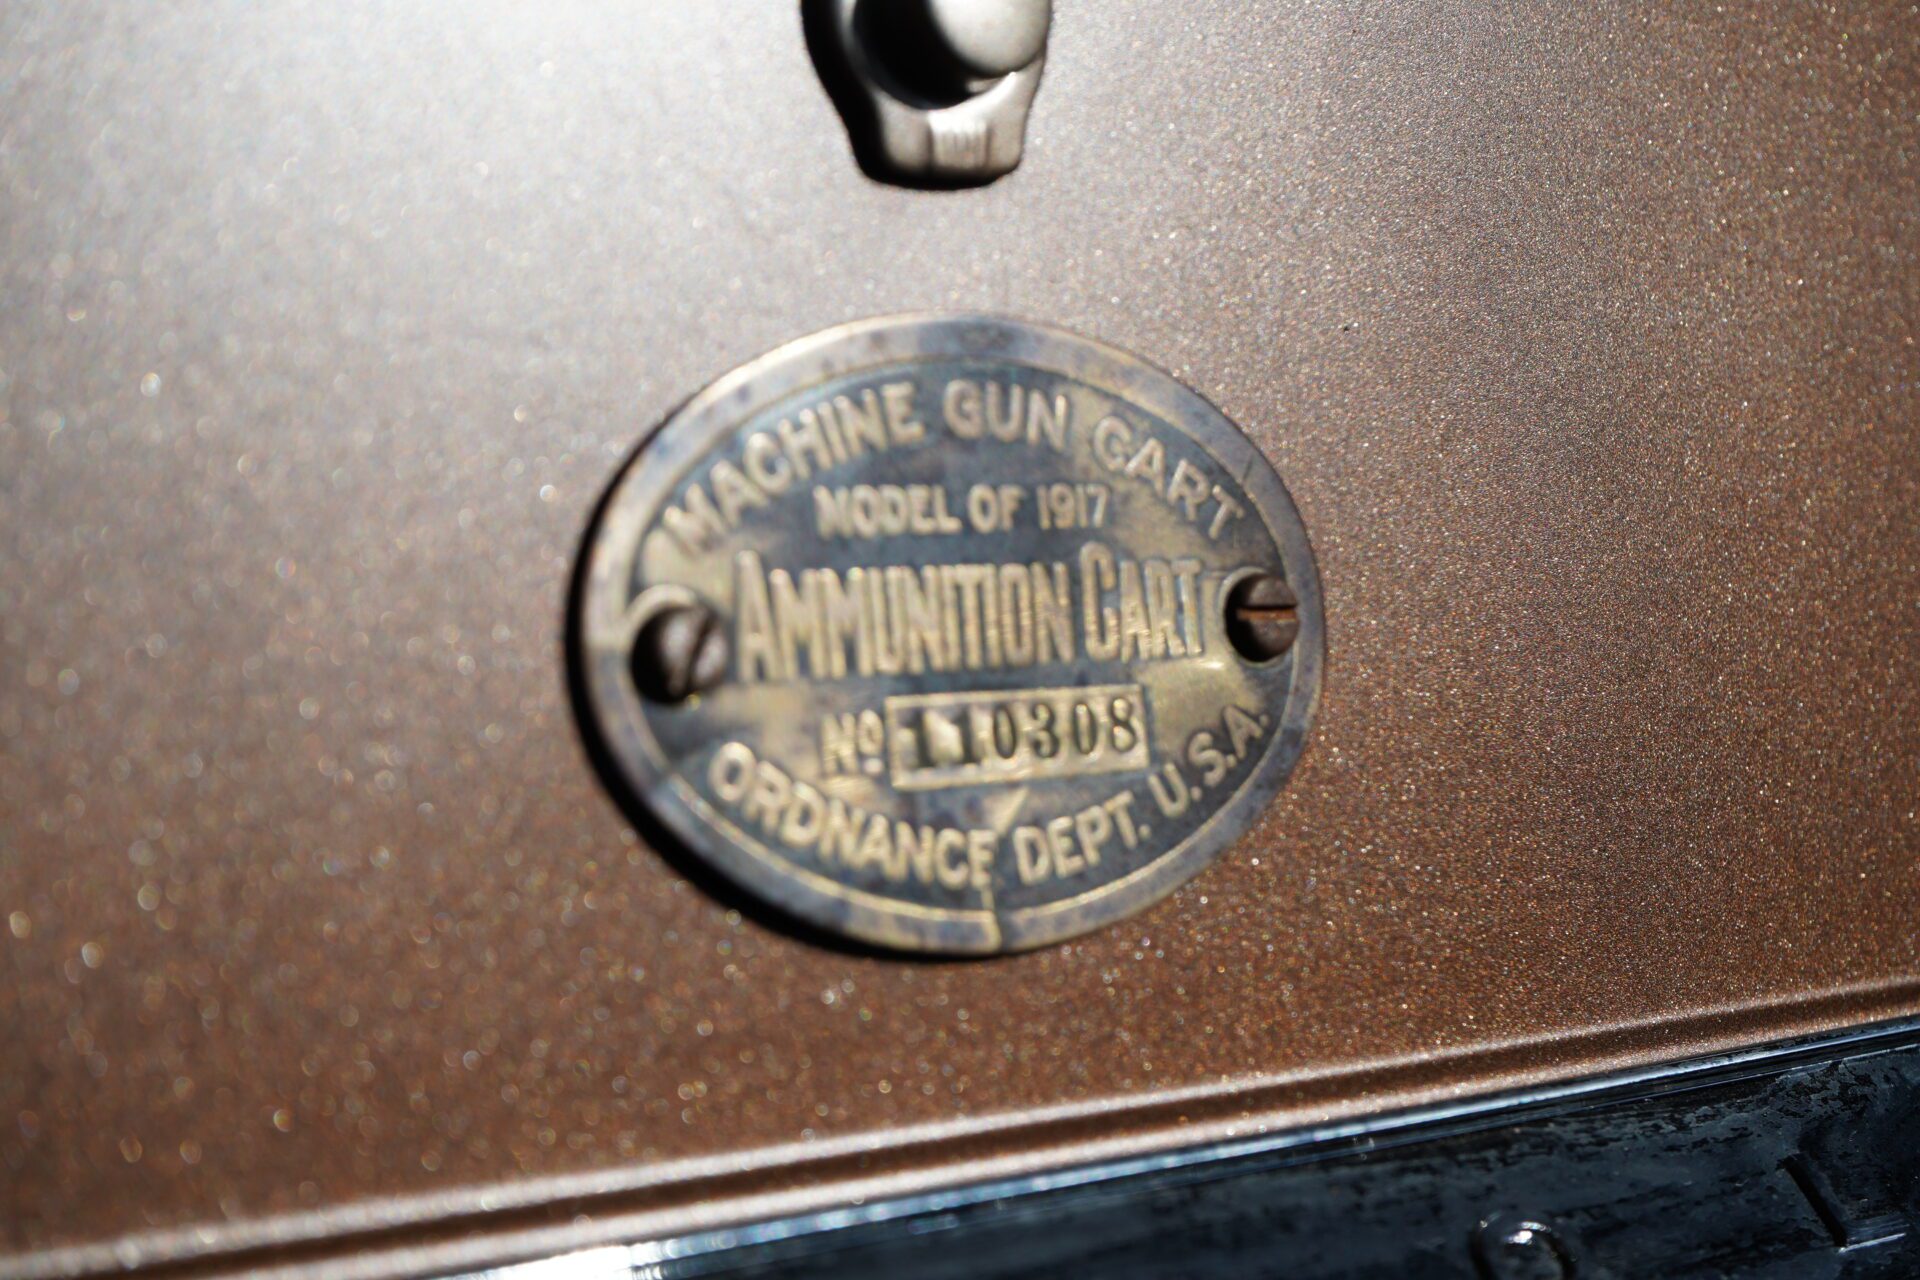 MACHINE GUN CART
MODEL OF 1917
AMMUNITION CART
NO 110308
ORDNANCE DEPT. U.S.A.